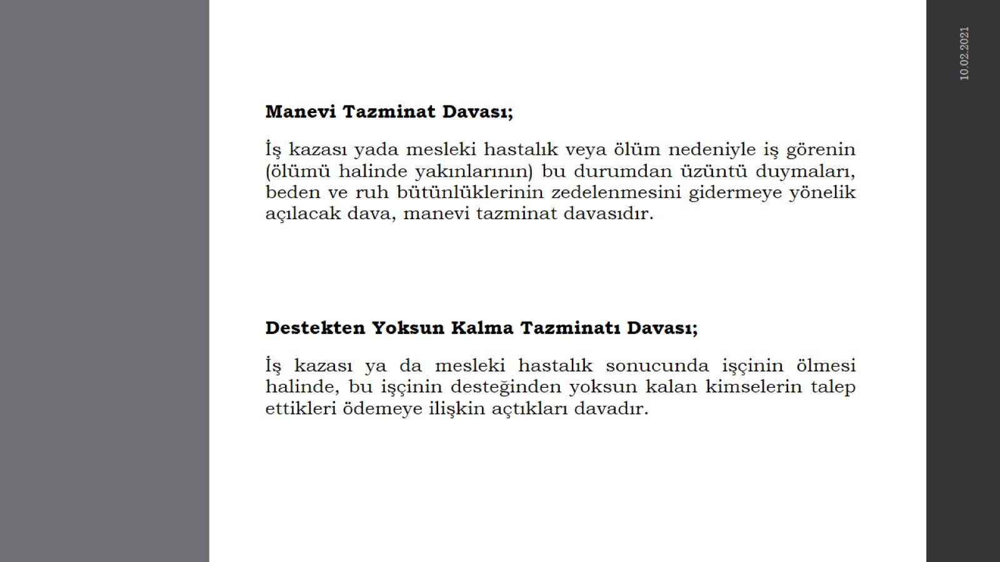 10.02.2021
Manevi Tazminat Davası;
İş kazası yada mesleki hastalık veya ölüm nedeniyle iş görenin
(ölümü halinde yakınlarının) bu durumdan üzüntü duymaları,
beden ve ruh bütünlüklerinin zedelenmesini gidermeye yönelik
açılacak dava, manevi tazminat davasıdır.
Destekten Yoksun Kalma Tazminatı Davası;
İş kazası ya da mesleki hastalık sonucunda işçinin ölmesi
halinde, bu işçinin desteğinden yoksun kalan kimselerin talep
ettikleri ödemeye ilişkin açtıkları davadır.